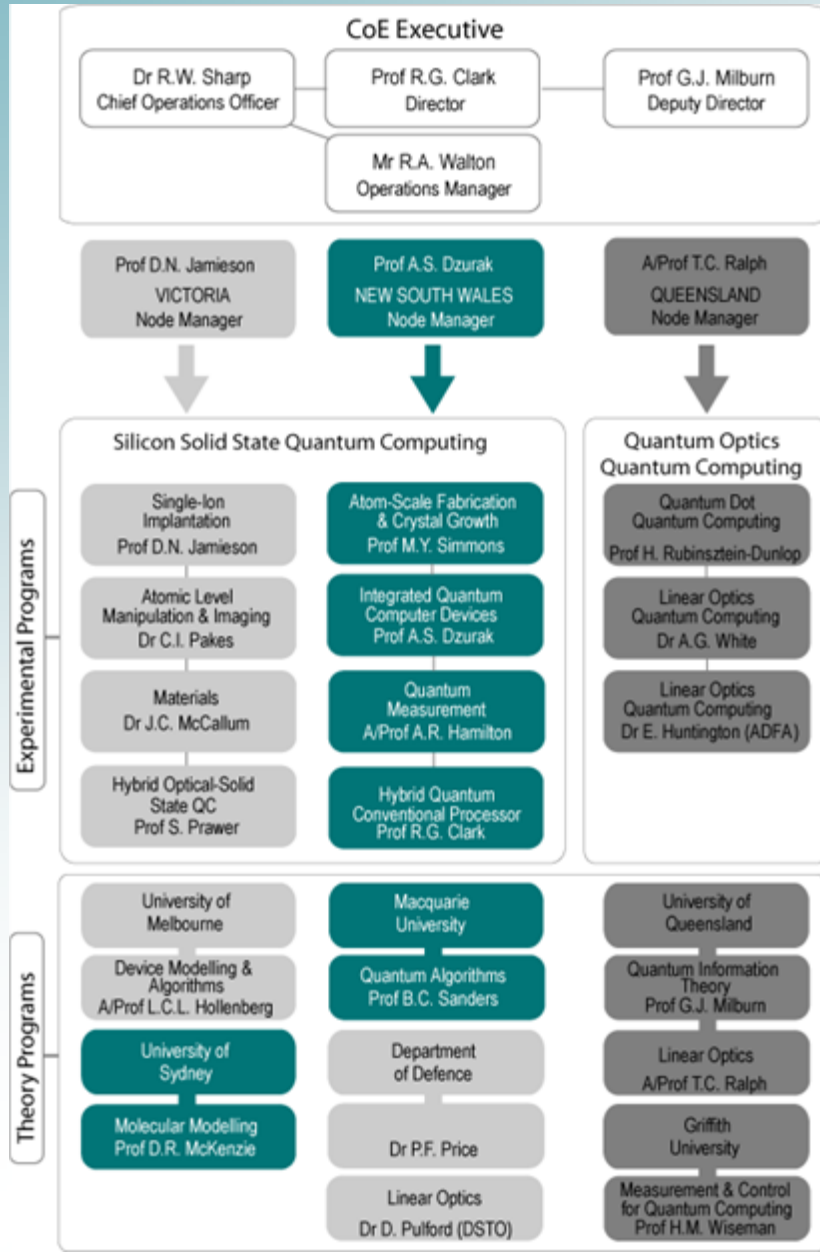 CoE Executive
Dr R.W. Sharp
Chief Operations Officer
Prof R.G. Clark
Director
Prof G.J. Milburn
Deputy Director
Mr R.A. Walton
Operations Manager
Prof D.N. Jamieson
VICTORIA
Node Manager
Prof A.S. Dzurak
NEW SOUTH WALES
Node Manager
A/Prof T.C. Ralph
QUEENSLAND
Node Manager
Experimental Programs
Silicon Solid State Quantum Computing
Single-Ion
Implantation
Prof D.N. Jamieson
Atomic Level
Manipulation & Imaging
Dr C.I. Pakes
Materials
Dr J.C. McCallum
Hybrid Optical-Solid
State QC
Prof S. Prawer
Atom-Scale Fabrication
& Crystal Growth
Prof M.Y. Simmons
Integrated Quantum
Computer Devices
Prof A.S. Dzurak
Quantum
Measurement
A/Prof A.R. Hamilton
Hybrid Quantum
Conventional Processor
Prof R.G. Clark
Quantum Optics
Quantum Computing
Quantum Dot
Quantum Computing
Prof H. Rubinsztein-Dunlop
Linear Optics
Quantum Computing
Dr A.G. White
Linear Optics
Quantum Computing
Dr E. Huntington (ADFA)
Theory Programs
University of
Melbourne
Device Modelling &
Algorithms
A/Prof L.C.L. Hollenberg
University of
Sydney
Molecular Modelling
Prof D.R. McKenzie
Macquarie
University
Quantum Algorithms
Prof B.C. Sanders
Department
of Defence
Dr P.F. Price
Linear Optics
Dr D. Pulford (DSTO)
University of
Queensland
Quantum Information
Theory
Prof G.J. Milburn
Linear Optics
A/Prof T.C. Ralph
Griffith
University
Measurement & Control
for Quantum Computing
Prof H.M. Wiseman